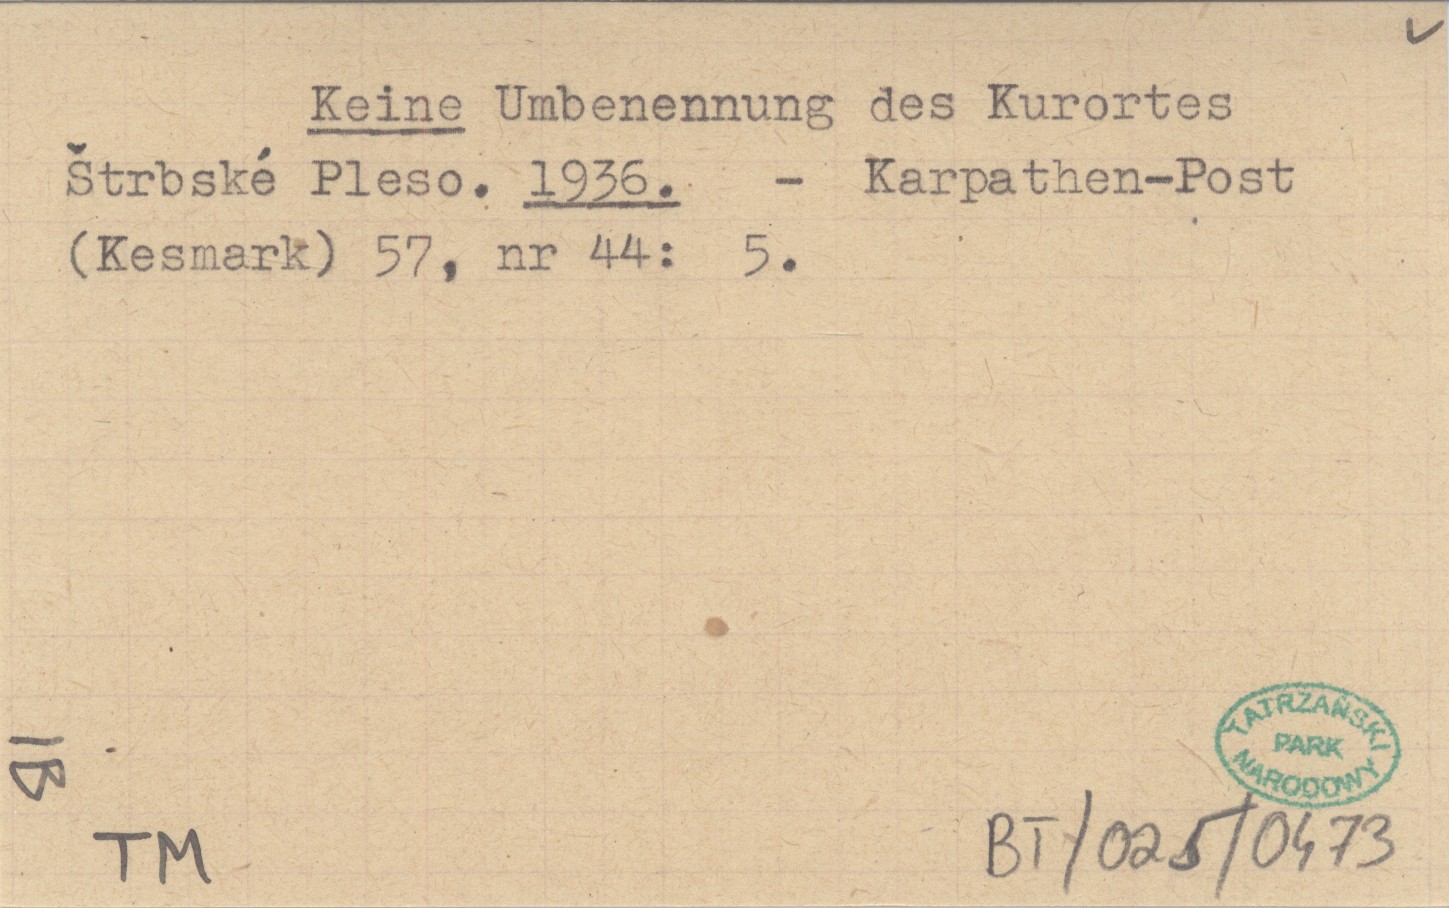 Keine Umbenennung des Kurortes
Štrbské Pleso. 1936. - Karpathen-Post
(Kesmark) 57, nr 44: 5.
TATRZAŃSKI
PARK
NARODOWY
TM
BT/025/0473